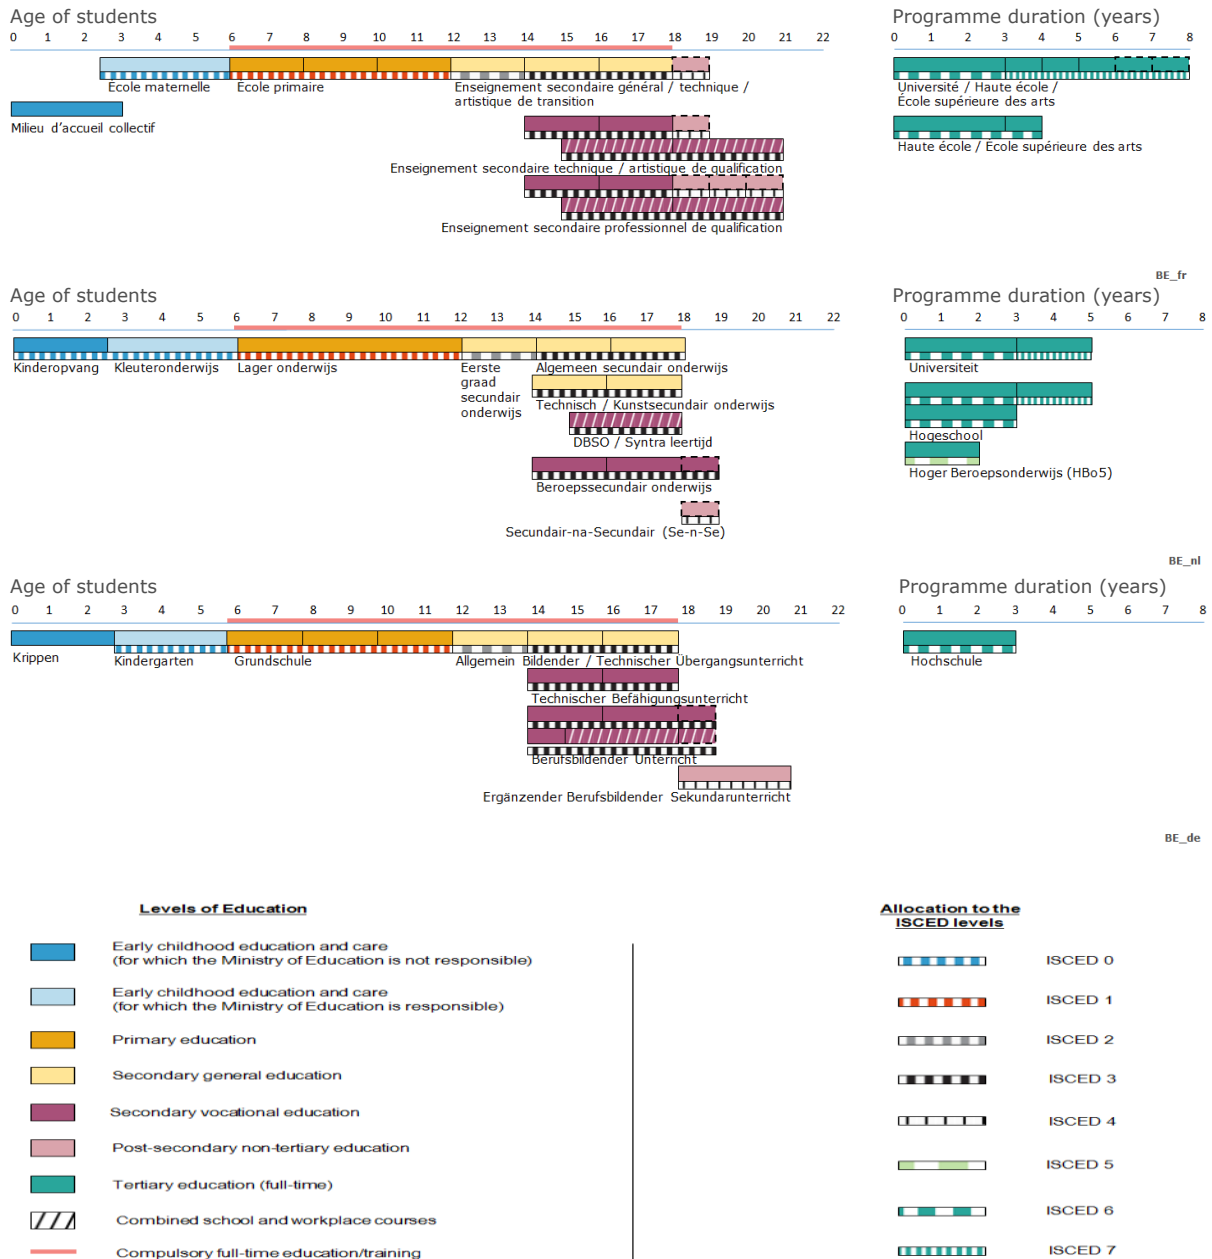 Age of students
Programme duration (years)
0 1 2 3 4 5 6 7 8 9 10 11 12 13 14 15 16 17 18 19 20 21 22
0 1 2 3 4 5 6 7 8
École maternelle
École primaire
Enseignement secondaire général / technique /
artistique de transition
Université / Haute école /
École supérieure des arts
Milieu d'accueil collectif
Haute école / École supérieure des arts
Enseignement secondaire technique / artistique de qualification
Enseignement secondaire professionnel de qualification
BE_fr
Age of students
Programme duration (years)
0 1 2 3 4 5 6 7 8 9 10 11 12 13 14 15 16 17 18 19 20 21 22
0 1 2 3 4 5 6 7 8
Kinderopvang
Kleuteronderwijs
Lager onderwijs
Eerste
graad
secundair
onderwijs
Algemeen secundair onderwijs
Universiteit
Technisch / Kunstsecundair onderwijs
DBSO / Syntra leertijd
Hogeschool
Beroepssecundair onderwijs
Hoger Beroepsonderwijs (HBo5)
Secundair-na-Secundair (Se-n-Se)
BE_nl
Age of students
Programme duration (years)
0 1 2 3 4 5 6 7 8 9 10 11 12 13 14 15 16 17 18 19 20 21 22
0 1 2 3 4 5 6 7 8
Krippen
Kindergarten
Grundschule
Allgemein Bildender / Technischer Übergangsunterricht
Hochschule
Technischer Befähigungsunterricht
Berufsbildender Unterricht
Ergänzender Berufsbildender Sekundarunterricht
BE_de
Levels of Education
Early childhood education and care
(for which the Ministry of Education is not responsible)
Early childhood education and care
(for which the Ministry of Education is responsible)
Primary education
Secondary general education
Secondary vocational education
Post-secondary non-tertiary education
Tertiary education (full-time)
Combined school and workplace courses
Compulsory full-time education/training
Allocation to the
ISCED levels
ISCED 0
ISCED 1
ISCED 2
ISCED 3
ISCED 4
ISCED 5
ISCED 6
ISCED 7